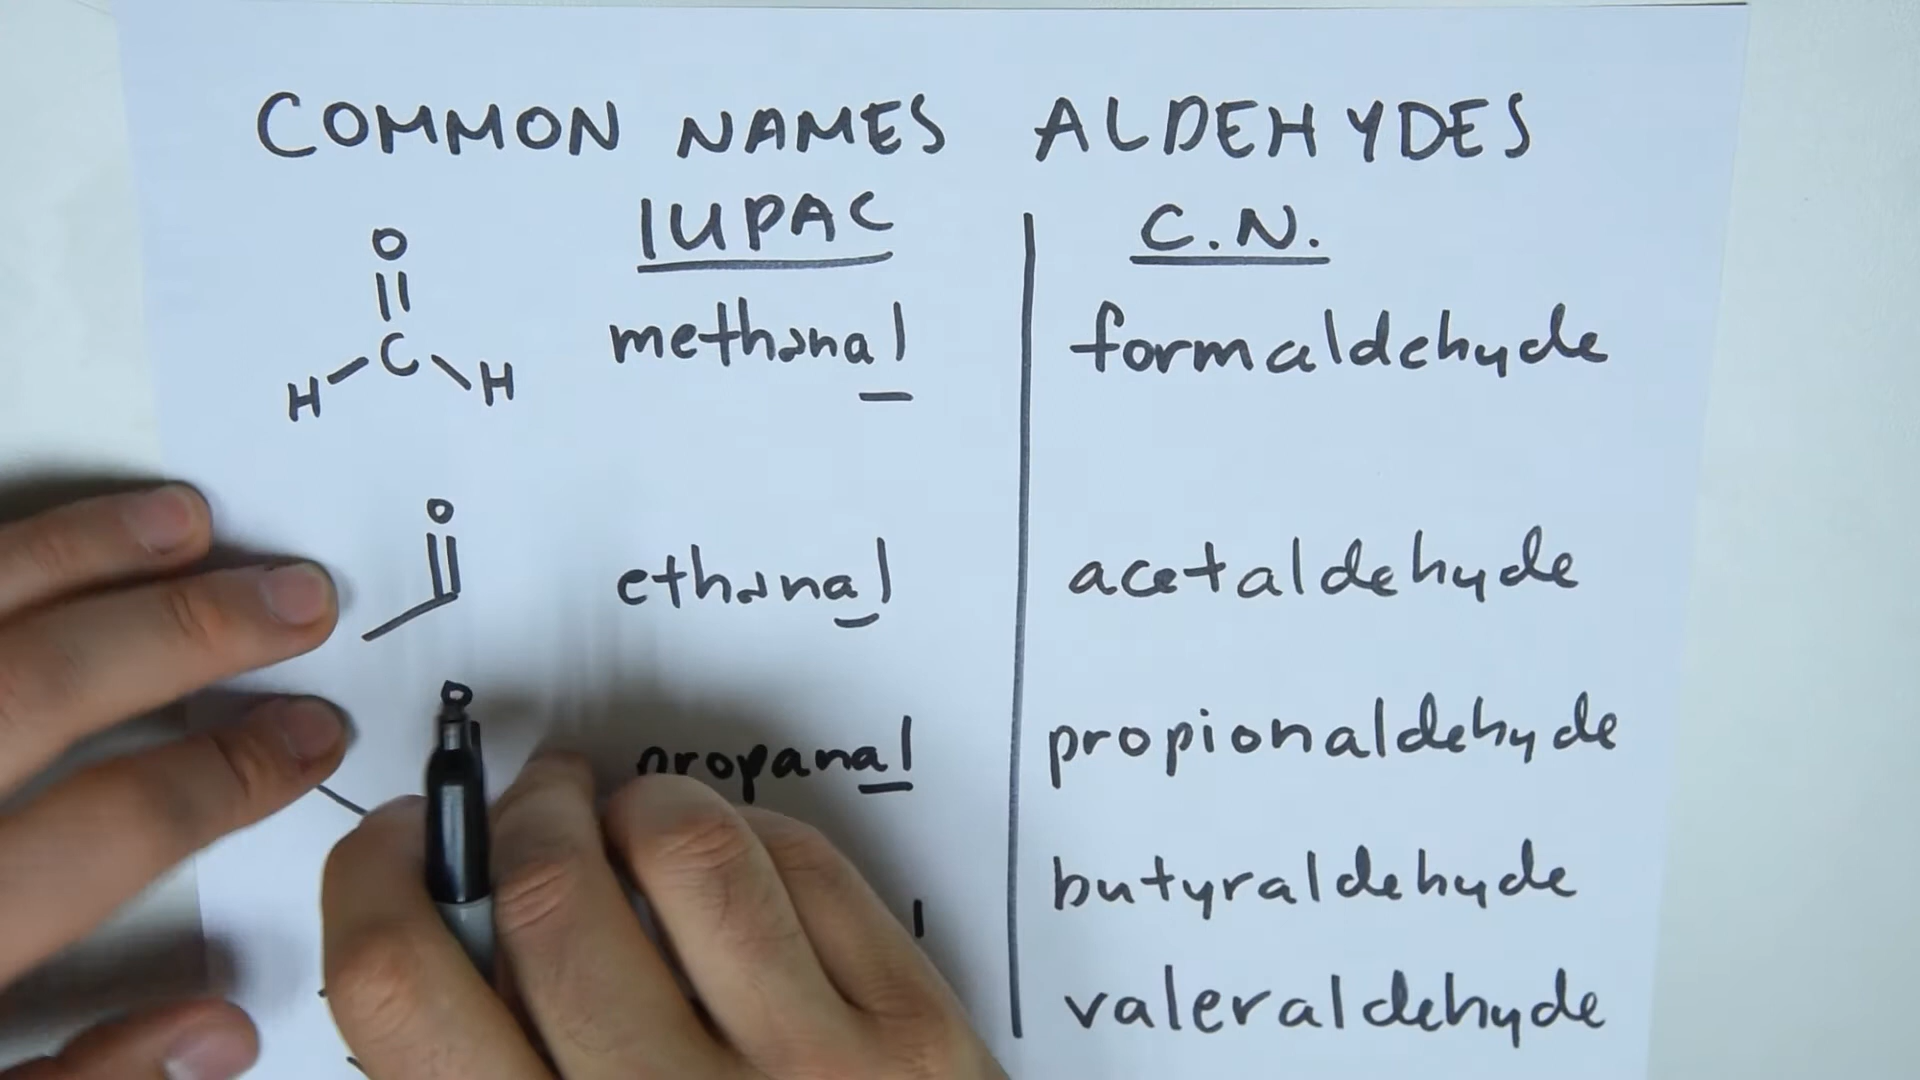 COMMON NAMES ALDEHYDES
IUPAC C.N.
O
C
H H
methanal formaldehyde
O
ethanal acetaldehyde
O
propanal propionaldehyde
butyraldehyde
valeraldehyde